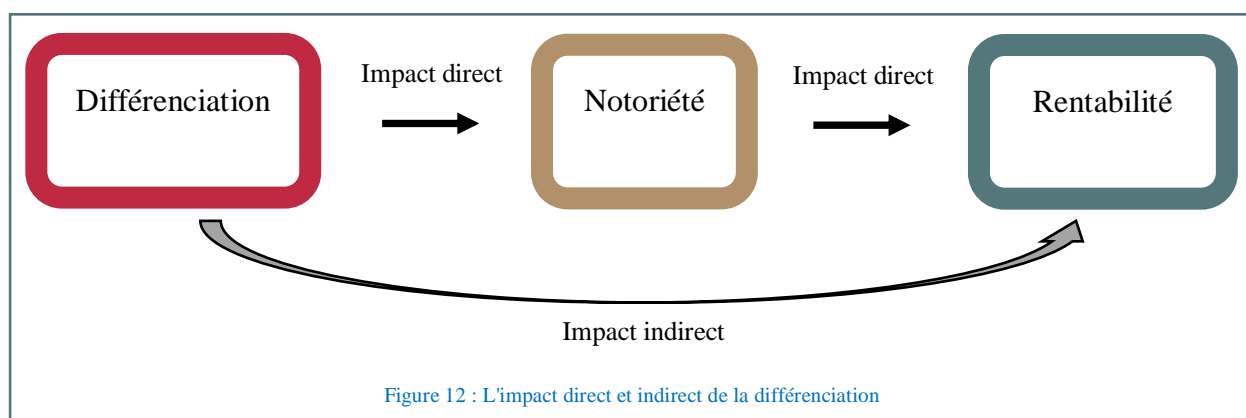 Différenciation
Impact direct
Notoriété
Impact direct
Rentabilité
Impact indirect
Figure 12 : L'impact direct et indirect de la différenciation